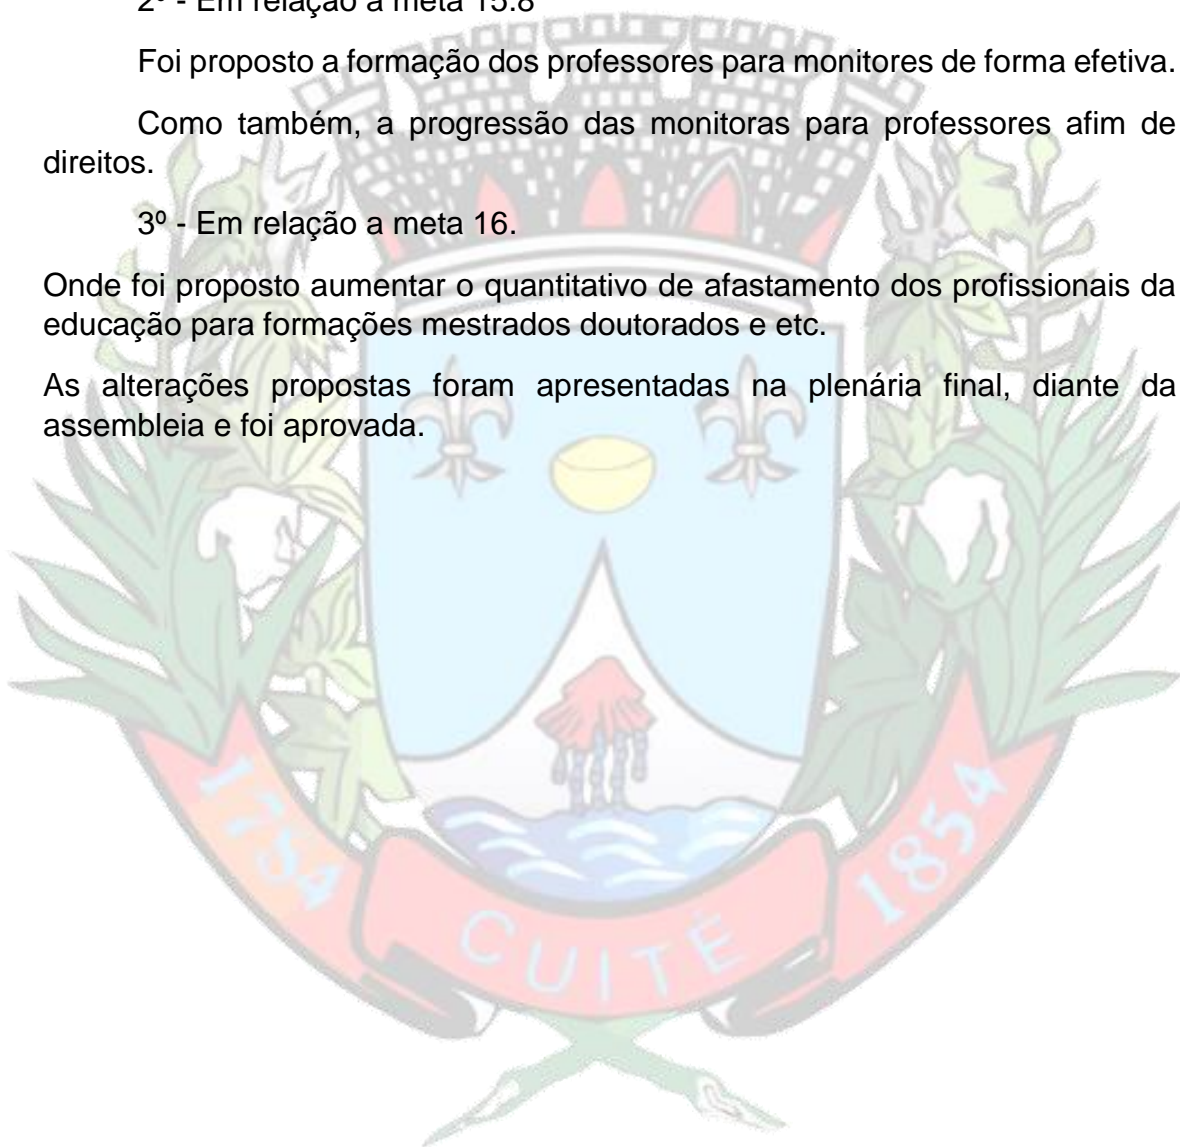 2º - Em relação a meta 15.8
Foi proposto a formação dos professores para monitores de forma efetiva.
Como também, a progressão das monitoras para professores afim de
direitos.
3º - Em relação a meta 16.
Onde foi proposto aumentar o quantitativo de afastamento dos profissionais da
educação para formações mestrados doutorados e etc.
As alterações propostas foram apresentadas na plenária final, diante da
assembleia e foi aprovada.
1784
CUITÉ
1854